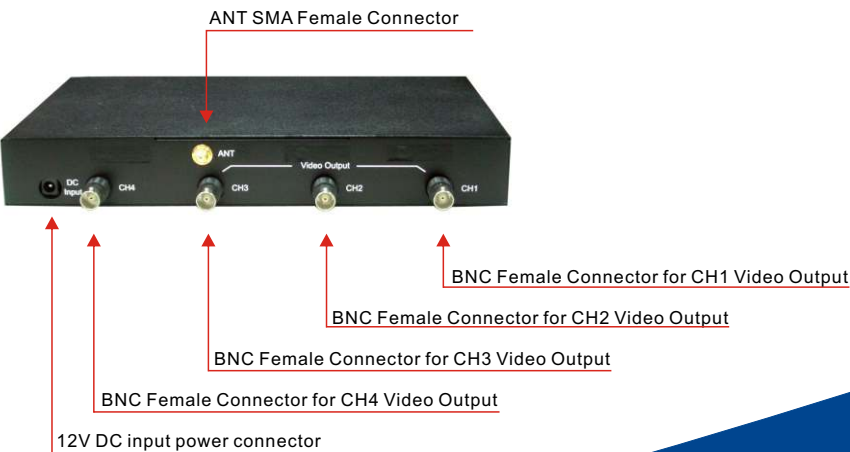 ANT SMA Female Connector
ANT
Video Output
DC
Input
CH4
CH3
CH2
CH1
BNC Female Connector for CH1 Video Output
BNC Female Connector for CH2 Video Output
BNC Female Connector for CH3 Video Output
BNC Female Connector for CH4 Video Output
12V DC input power connector